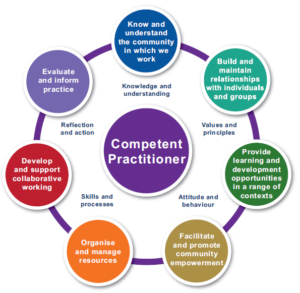 Know and
understand
the community
in which we
work
Build and
maintain
relationships
with individuals
and groups
Provide
learning and
development
opportunities
in a range of
contexts
Facilitate
and promote
community
empowerment
Organise
and manage
resources
Develop
and support
collaborative
working
Evaluate
and inform
practice
Knowledge and
understanding
Values and
principles
Attitude and
behaviour
Skills and
processes
Reflection
and action
Competent
Practitioner